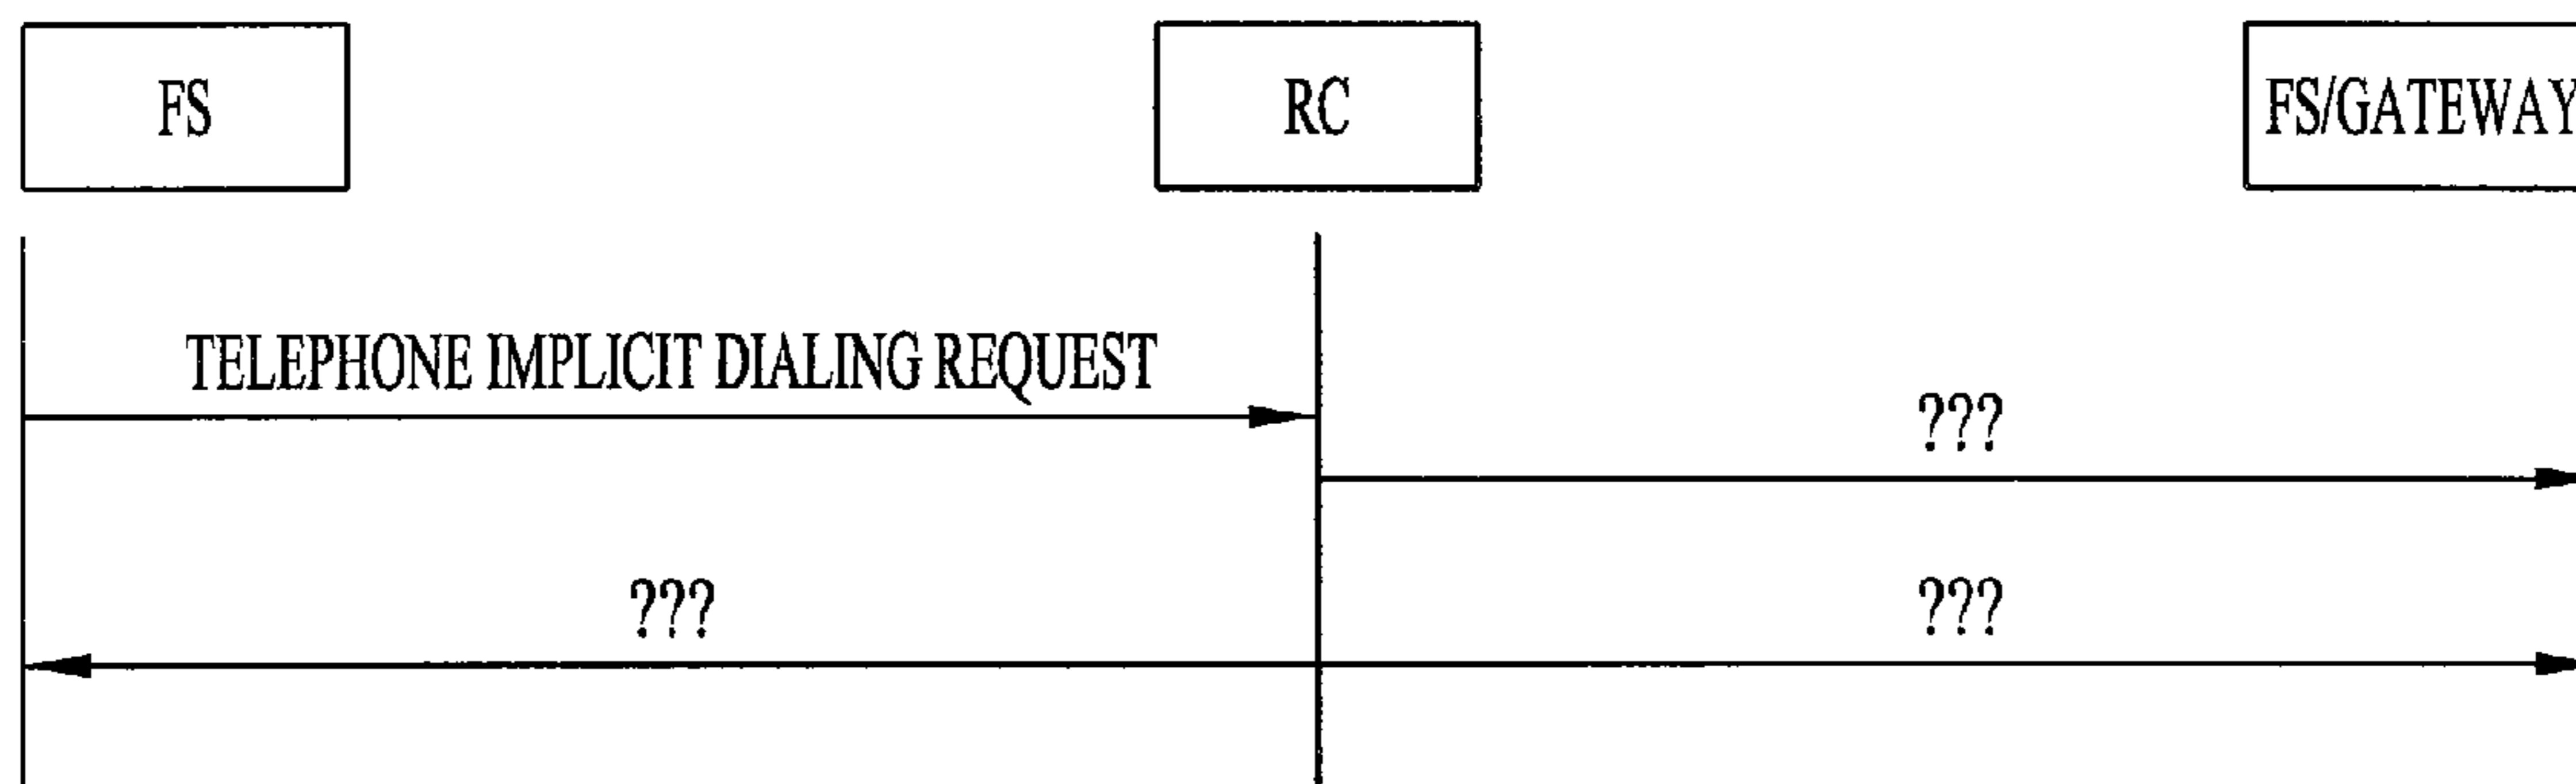 FS
RC
FS/GATEWAY
TELEPHONE IMPLICIT DIALING REQUEST
???
???
???